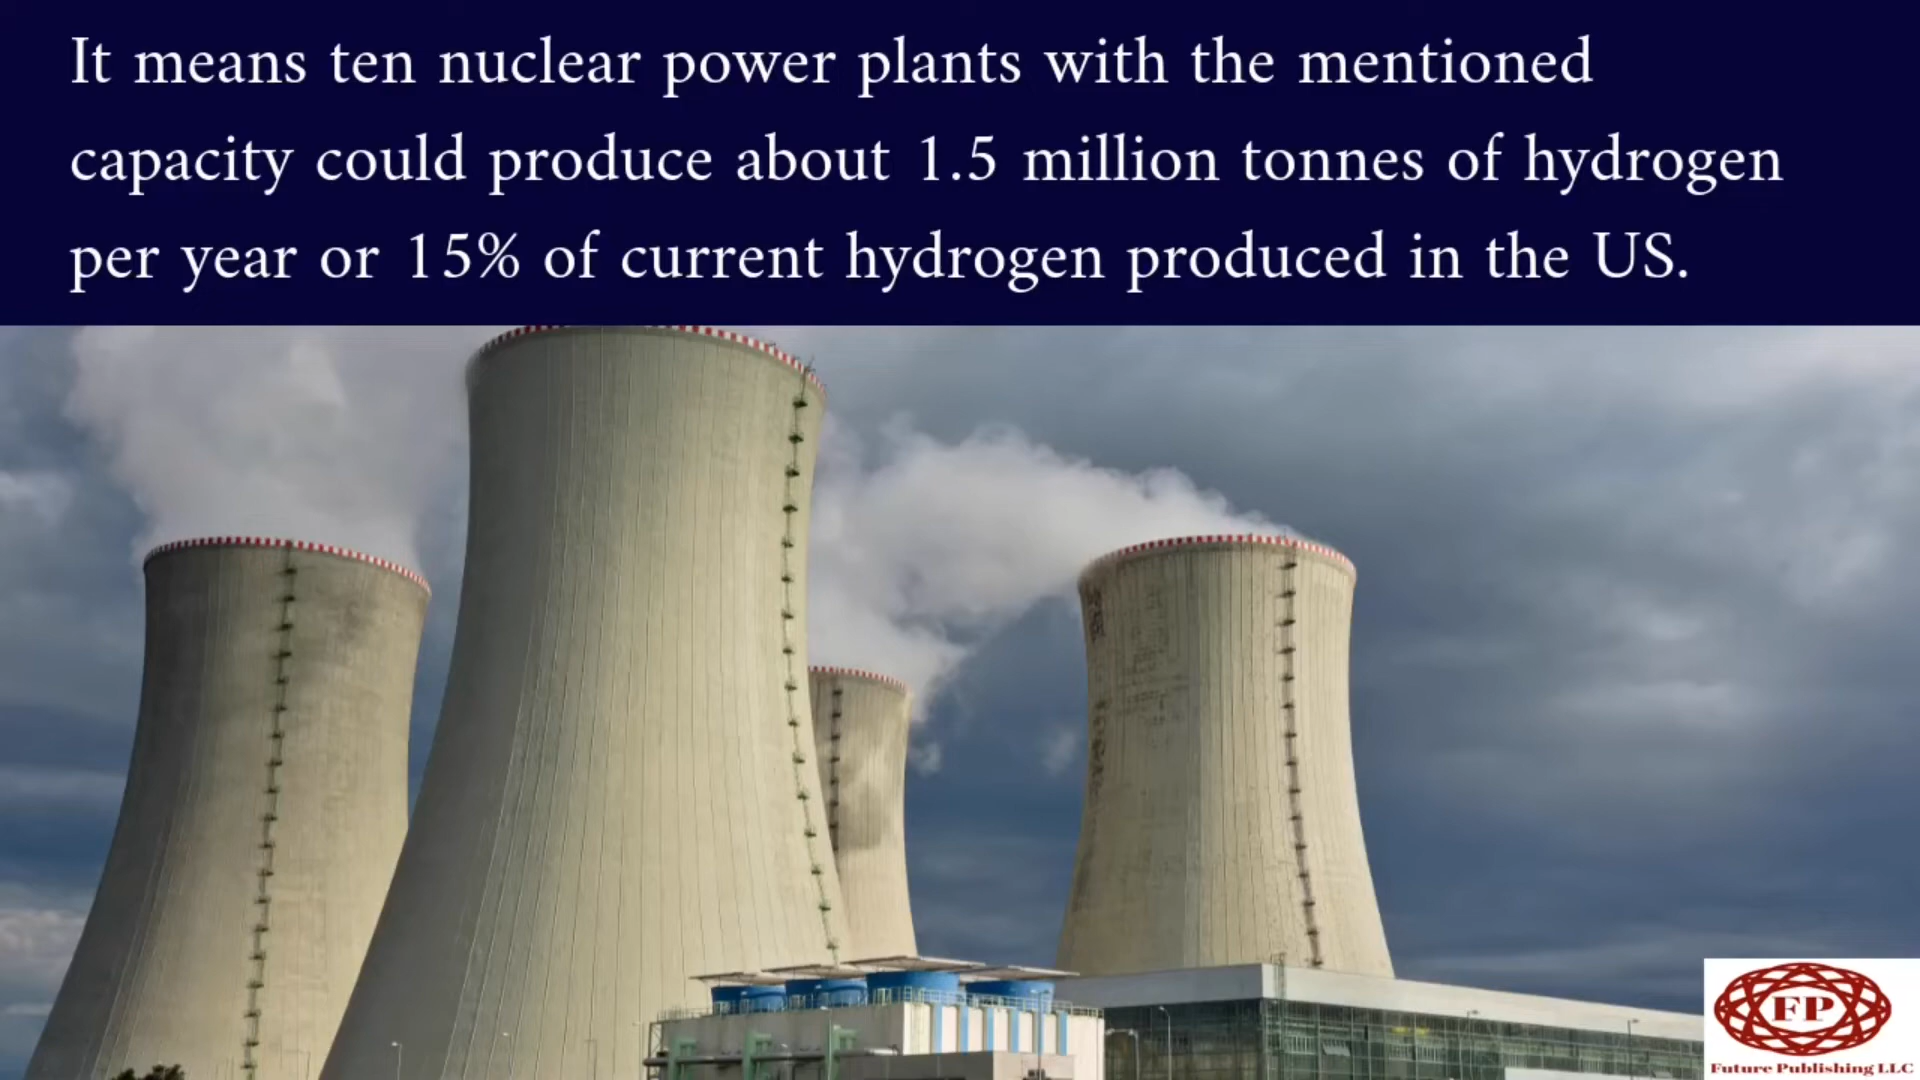 It means ten nuclear power plants with the mentioned
capacity could produce about 1.5 million tonnes of hydrogen
per year or 15% of current hydrogen produced in the US.
FP
Future Publishing LLC